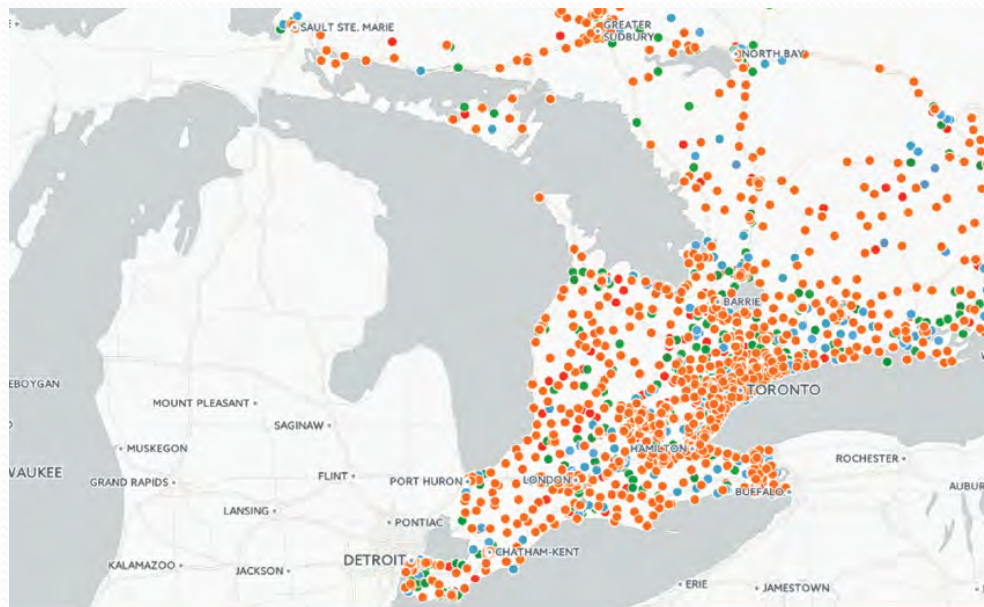 SAULT STE. MARIE
GREATER
SUDBURY
NORTH BAY
BARRIE
EBOYGAN
TORONTO
MOUNT PLEASANT
SAGINAW
MUSKEGON
HAMILTON
WAUKEE
ROCHESTER
GRAND RAPIDS
FLINT
PORT HURON
LONDON
BUFFALO
AUBUR
LANSING
PONTIAC
CHATHAM-KENT
DETROIT
KALAMAZOO
JACKSON
ERIE
JAMESTOWN